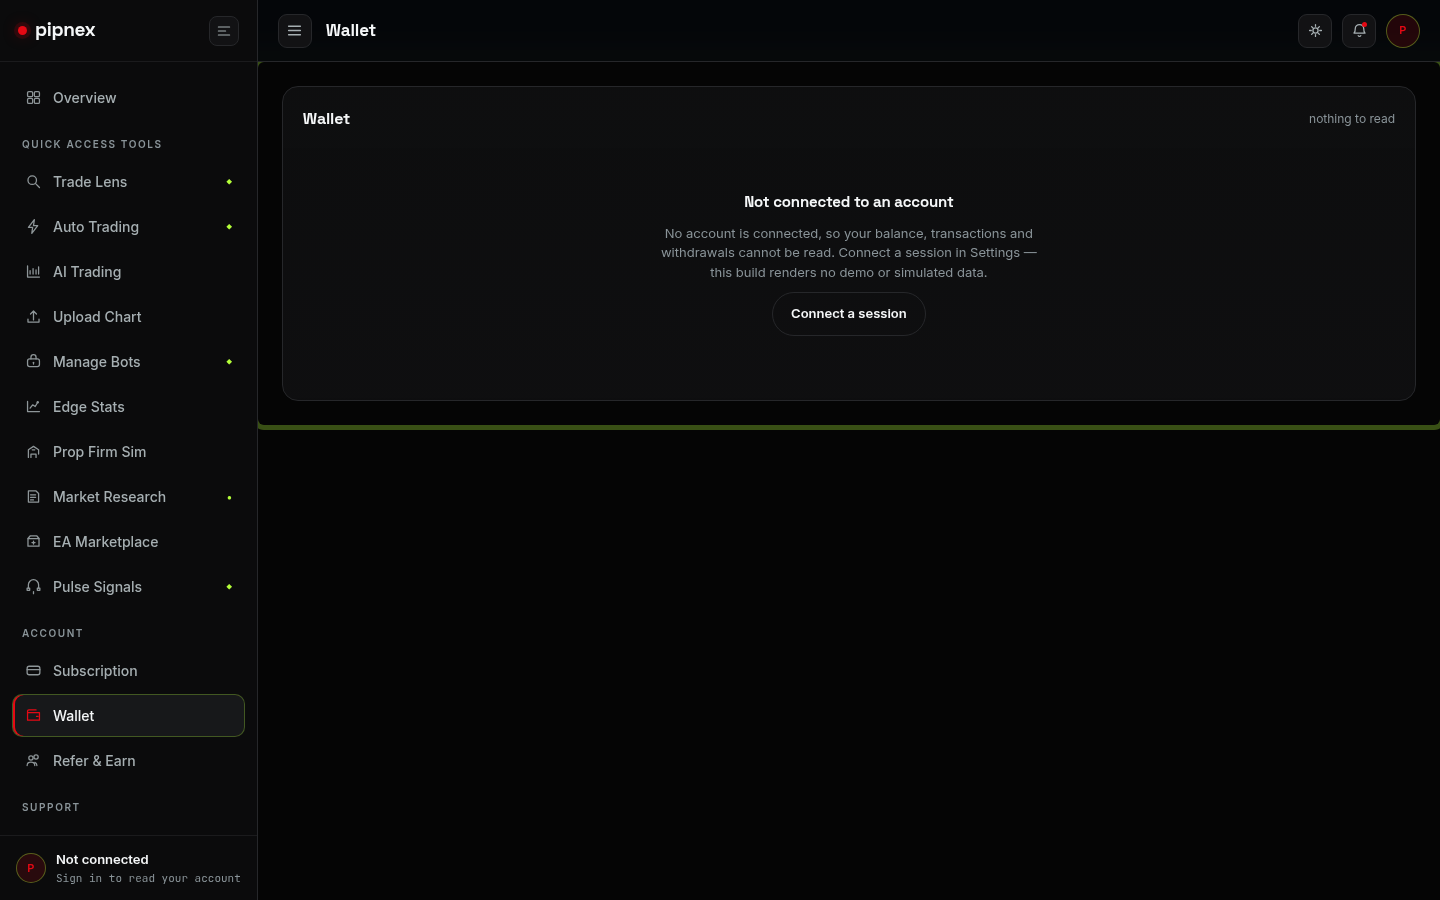 pipnex
Wallet
P
Overview
QUICK ACCESS TOOLS
Trade Lens
Auto Trading
AI Trading
Upload Chart
Manage Bots
Edge Stats
Prop Firm Sim
Market Research
EA Marketplace
Pulse Signals
ACCOUNT
Subscription
Wallet
Refer & Earn
SUPPORT
P
Not connected
Sign in to read your account
Wallet
nothing to read
Not connected to an account
No account is connected, so your balance, transactions and
withdrawals cannot be read. Connect a session in Settings —
this build renders no demo or simulated data.
Connect a session